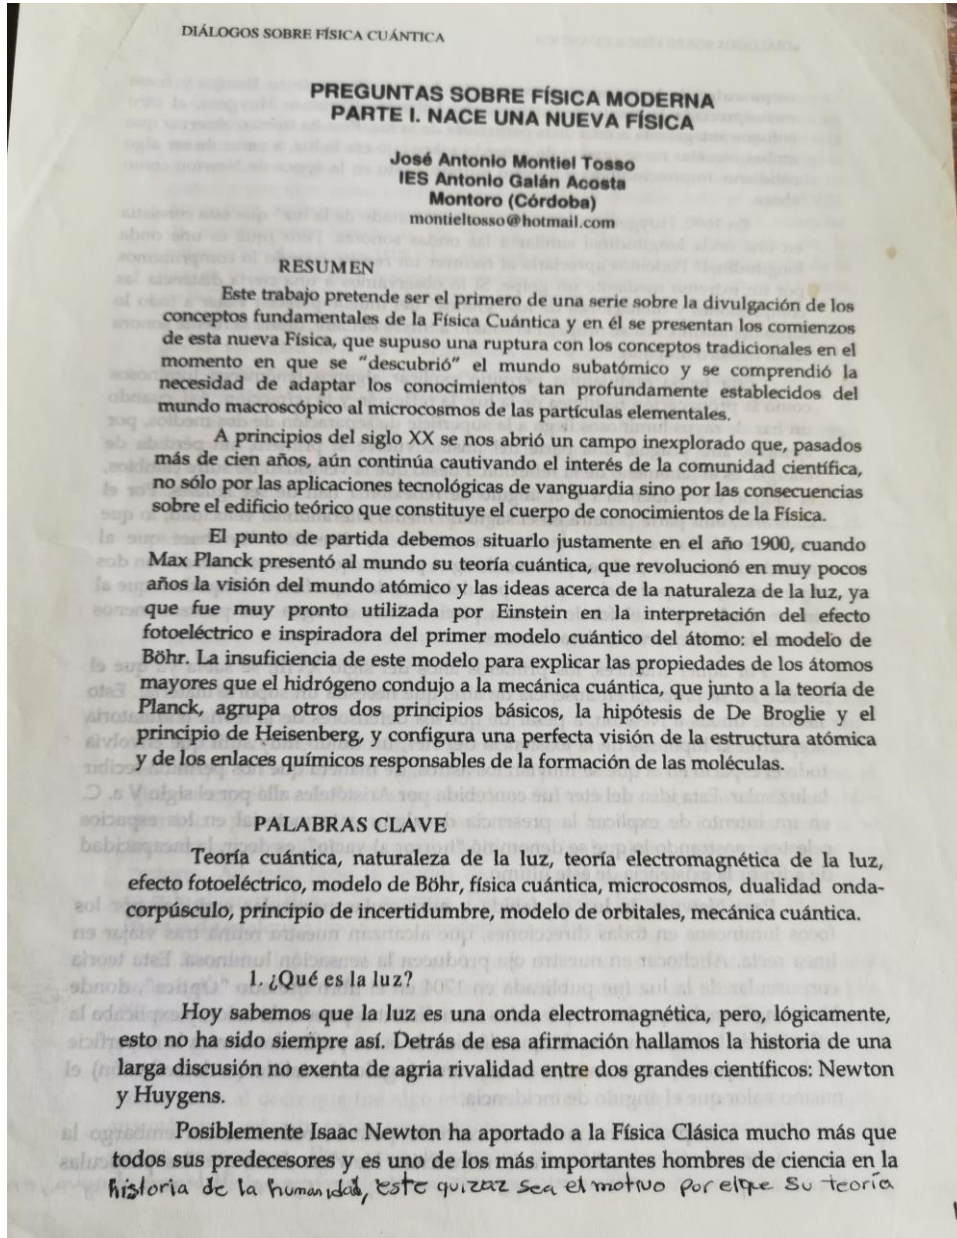 DIÁLOGOS SOBRE FÍSICA CUÁNTICA
PREGUNTAS SOBRE FÍSICA MODERNA
PARTE I. NACE UNA NUEVA FÍSICA
José Antonio Montiel Tosso
IES Antonio Galán Acosta
Montoro (Córdoba)
montieltosso@hotmail.com
RESUMEN
Este trabajo pretende ser el primero de una serie sobre la divulgación de los
conceptos fundamentales de la Física Cuántica y en él se presentan los comienzos
de esta nueva Física, que supuso una ruptura con los conceptos tradicionales en el
momento en que se "descubrió" el mundo subatómico y se comprendió la
necesidad de adaptar los conocimientos tan profundamente establecidos del
mundo macroscópico al microcosmos de las partículas elementales.
A principios del siglo XX se nos abrió un campo inexplorado que, pasados
más de cien años, aún continúa cautivando el interés de la comunidad científica,
no sólo por las aplicaciones tecnológicas de vanguardia sino por las consecuencias
sobre el edificio teórico que constituye el cuerpo de conocimientos de la Física.
El punto de partida debemos situarlo justamente en el año 1900, cuando
Max Planck presentó al mundo su teoría cuántica, que revolucionó en muy pocos
años la visión del mundo atómico y las ideas acerca de la naturaleza de la luz, ya
que fue muy pronto utilizada por Einstein en la interpretación del efecto
fotoeléctrico e inspiradora del primer modelo cuántico del átomo: el modelo de
Böhr. La insuficiencia de este modelo para explicar las propiedades de los átomos
mayores que el hidrógeno condujo a la mecánica cuántica, que junto a la teoría de
Planck, agrupa otros dos principios básicos, la hipótesis de De Broglie y el
principio de Heisenberg, y configura una perfecta visión de la estructura atómica
y de los enlaces químicos responsables de la formación de las moléculas.
PALABRAS CLAVE
Teoría cuántica, naturaleza de la luz, teoría electromagnética de la luz,
efecto fotoeléctrico, modelo de Böhr, física cuántica, microcosmos, dualidad onda-
corpúsculo, principio de incertidumbre, modelo de orbitales, mecánica cuántica.
1. ¿Qué es la luz?
Hoy sabemos que la luz es una onda electromagnética, pero, lógicamente,
esto no ha sido siempre así. Detrás de esa afirmación hallamos la historia de una
larga discusión no exenta de agria rivalidad entre dos grandes científicos: Newton
y Huygens.
Posiblemente Isaac Newton ha aportado a la Física Clásica mucho más que
todos sus predecesores y es uno de los más importantes hombres de ciencia en la
historia de la humanidad, este quizaz sea el motivo por elque su teoría